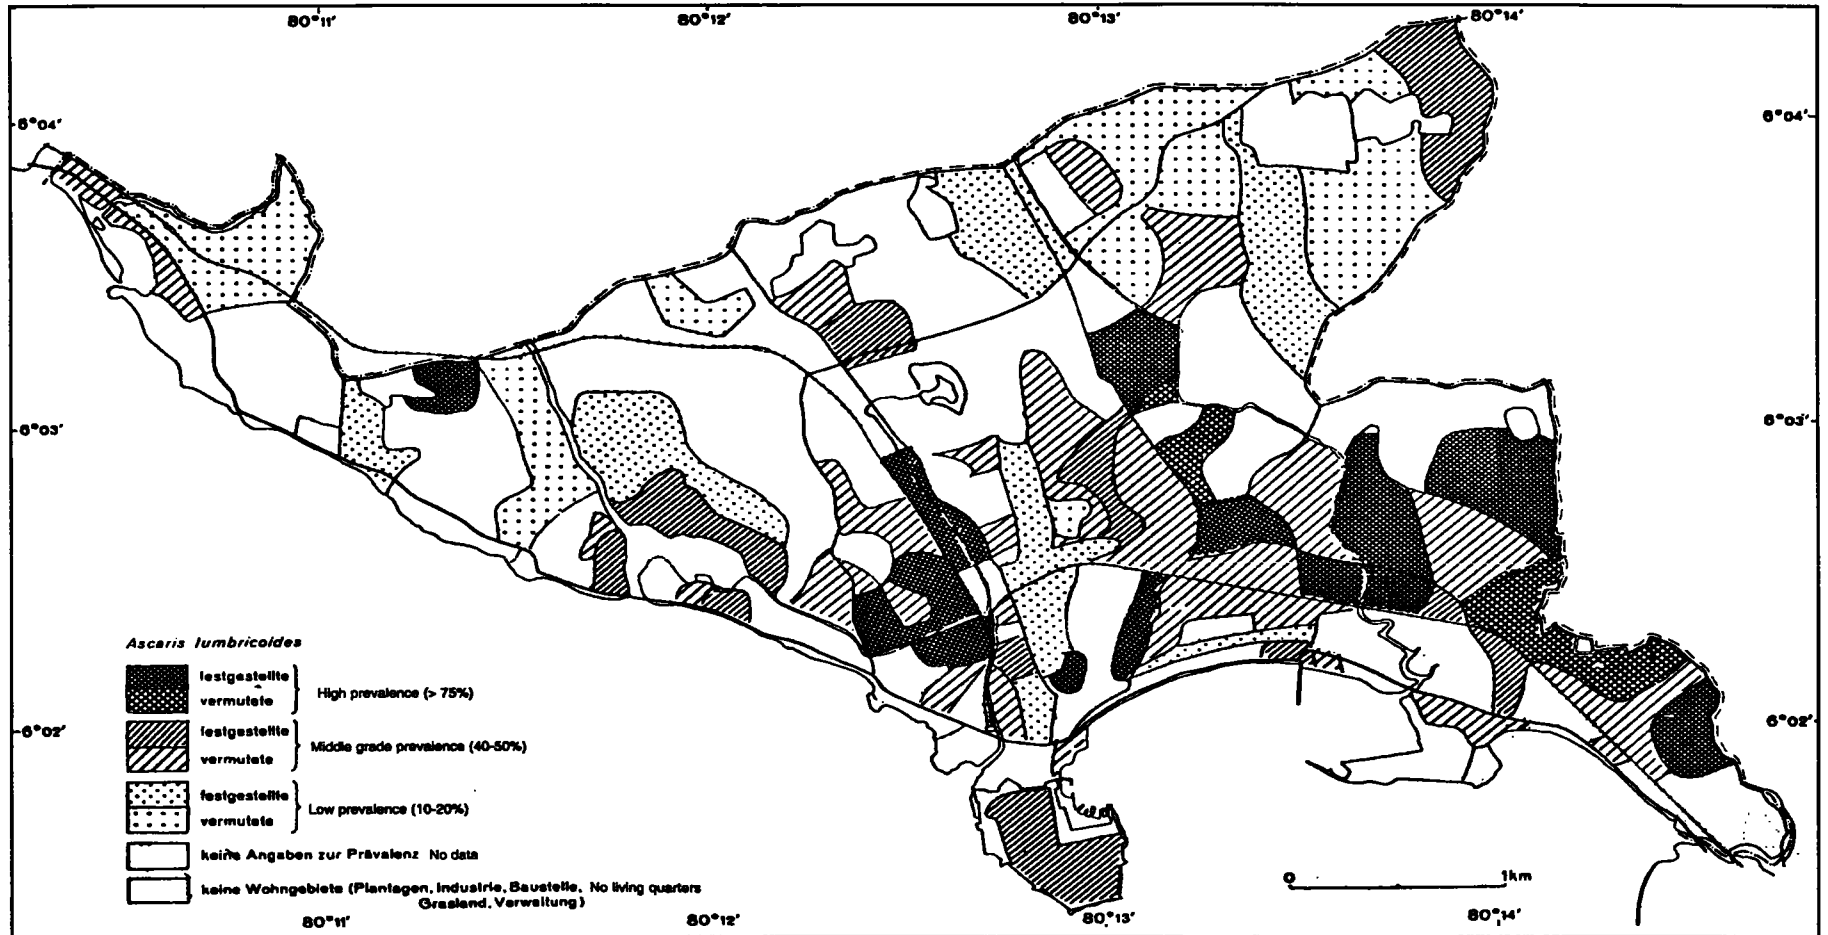 80°11′ 80°12′ 80°13′ 80°14′
6°04′ 6°04′
6°03′ 6°03′
6°02′ 6°02′
Ascaris lumbricoides
festgestellte
vermutete
High prevalence (> 75%)
festgestellte
vermutete
Middle grade prevalence (40-50%)
festgestellte
vermutete
Low prevalence (10-20%)
keine Angaben zur Prävalenz No data
keine Wohngebiete (Plantagen, Industrie, Baustelle, No living quarters
Grasland, Verwaltung)
0 1km
80°11′ 80°12′ 80°13′ 80°14′